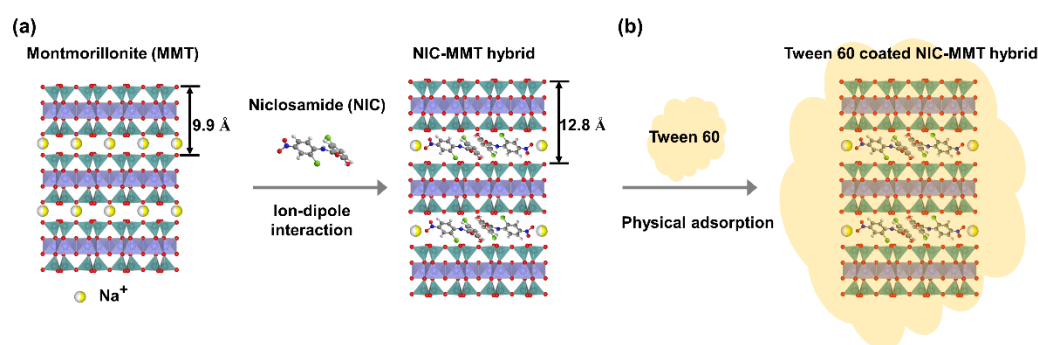 (a)
Montmorillonite (MMT)
9.9 Å
Na+
Niclosamide (NIC)
Ion-dipole
interaction
NIC-MMT hybrid
12.8 Å
(b)
Tween 60
Physical adsorption
Tween 60 coated NIC-MMT hybrid